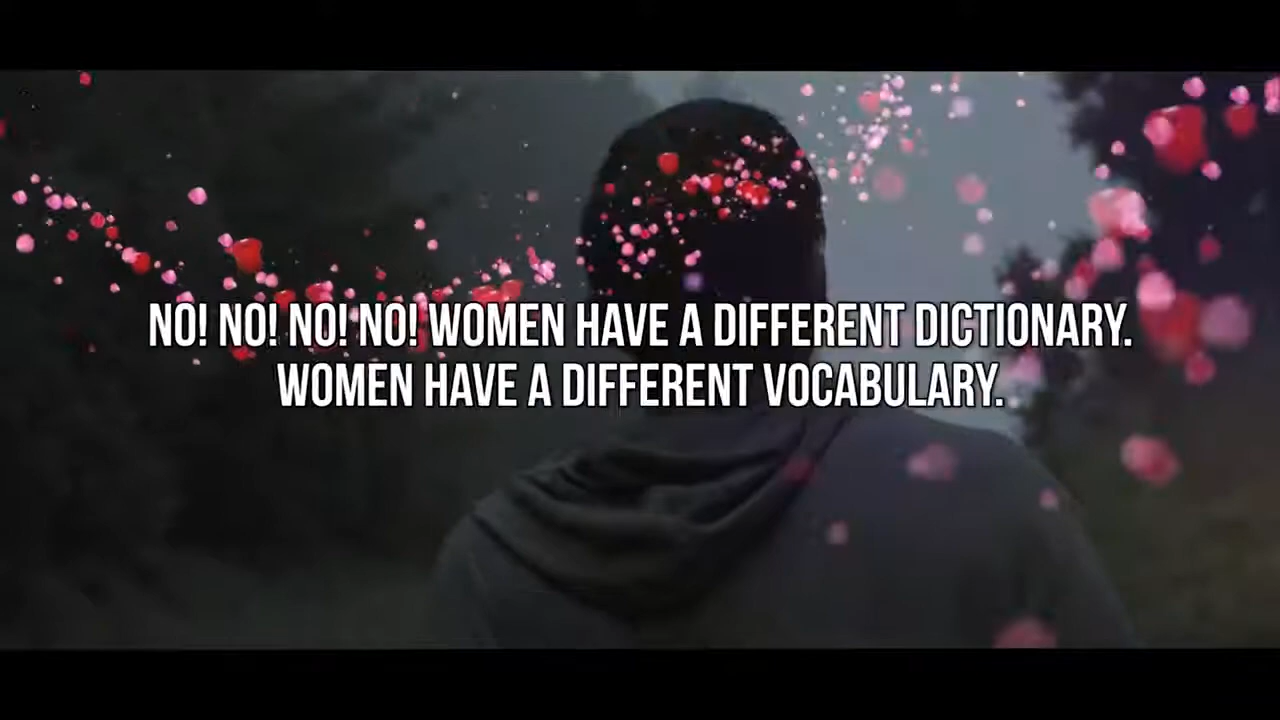 NO! NO! NO! NO! WOMEN HAVE A DIFFERENT DICTIONARY.
WOMEN HAVE A DIFFERENT VOCABULARY.